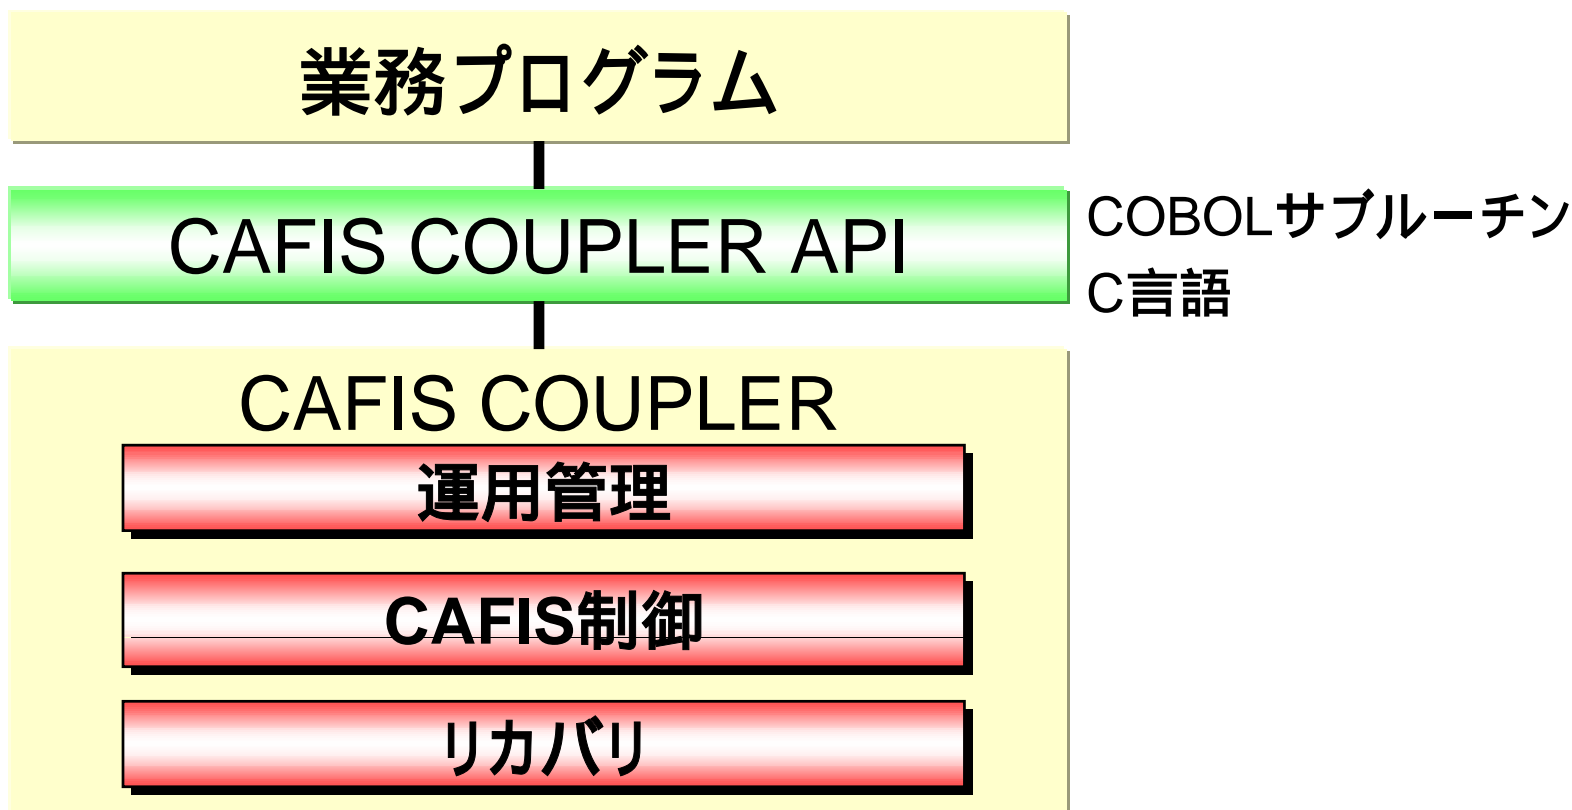 業務プログラム
CAFIS COUPLER API
COBOLサブルーチン
C言語
CAFIS COUPLER
運用管理
CAFIS制御
リカバリ